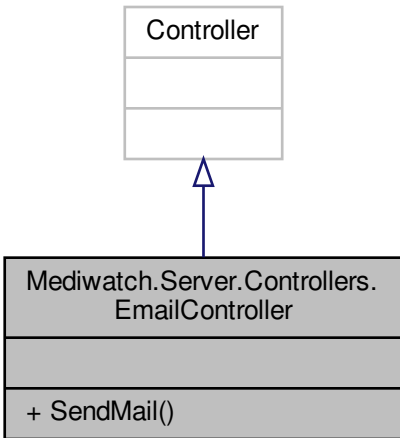 Controller
Mediwatch.Server.Controllers.
EmailController
+ SendMail()